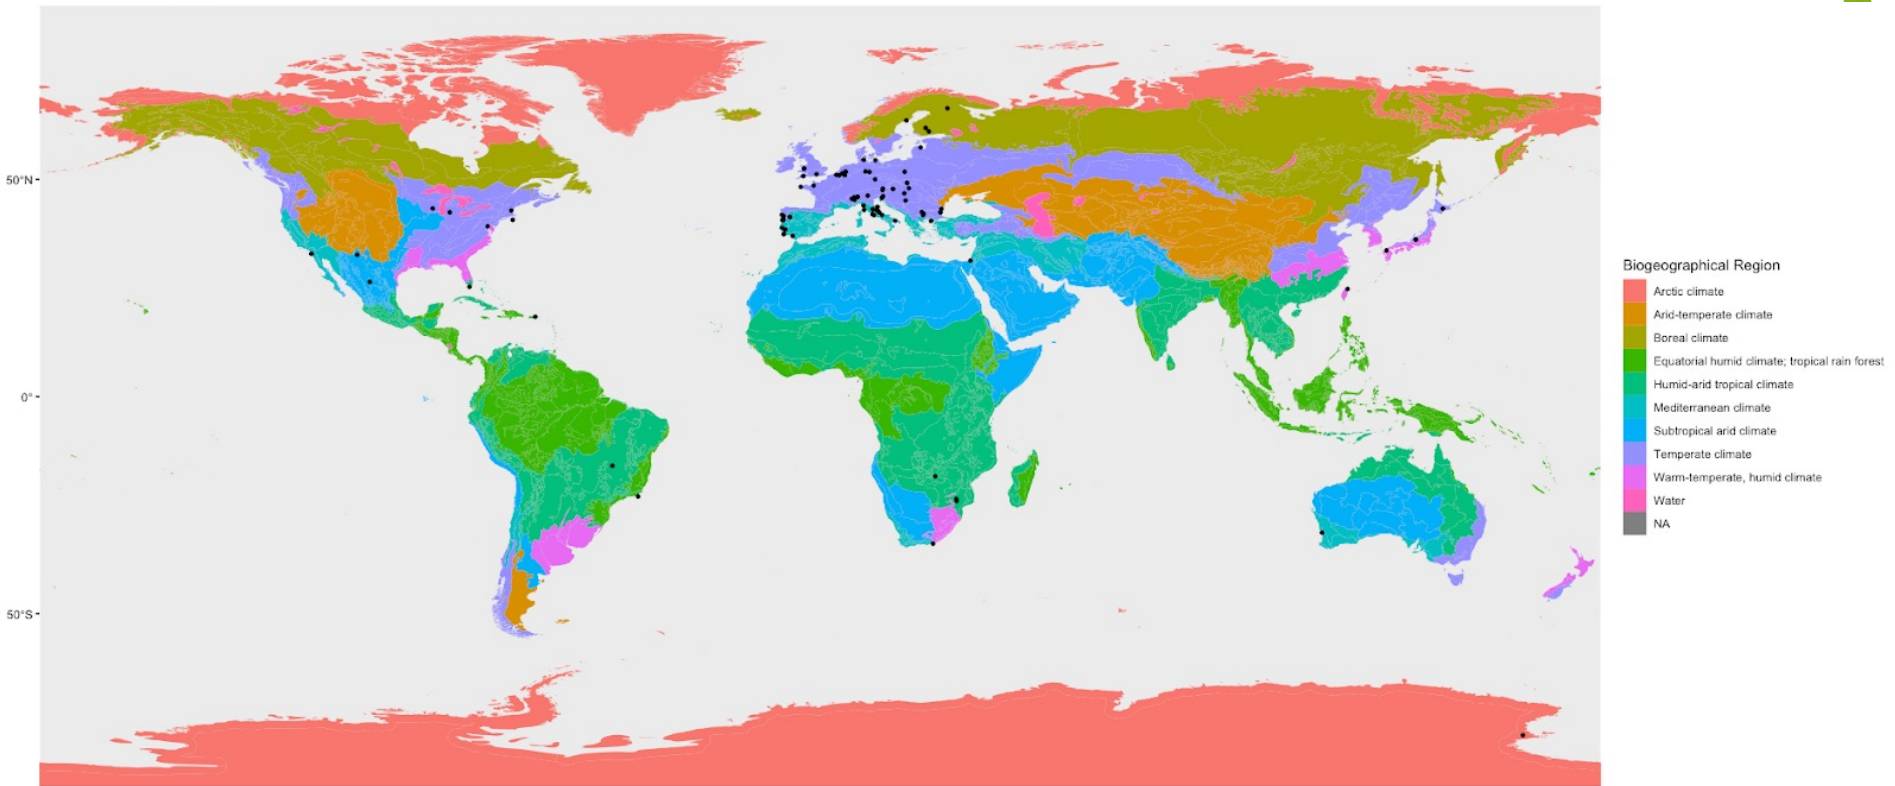 50°N
0°
50°S
Biogeographical Region
Arctic climate
Arid-temperate climate
Boreal climate
Equatorial humid climate; tropical rain forest
Humid-arid tropical climate
Mediterranean climate
Subtropical arid climate
Temperate climate
Warm-temperate, humid climate
Water
NA